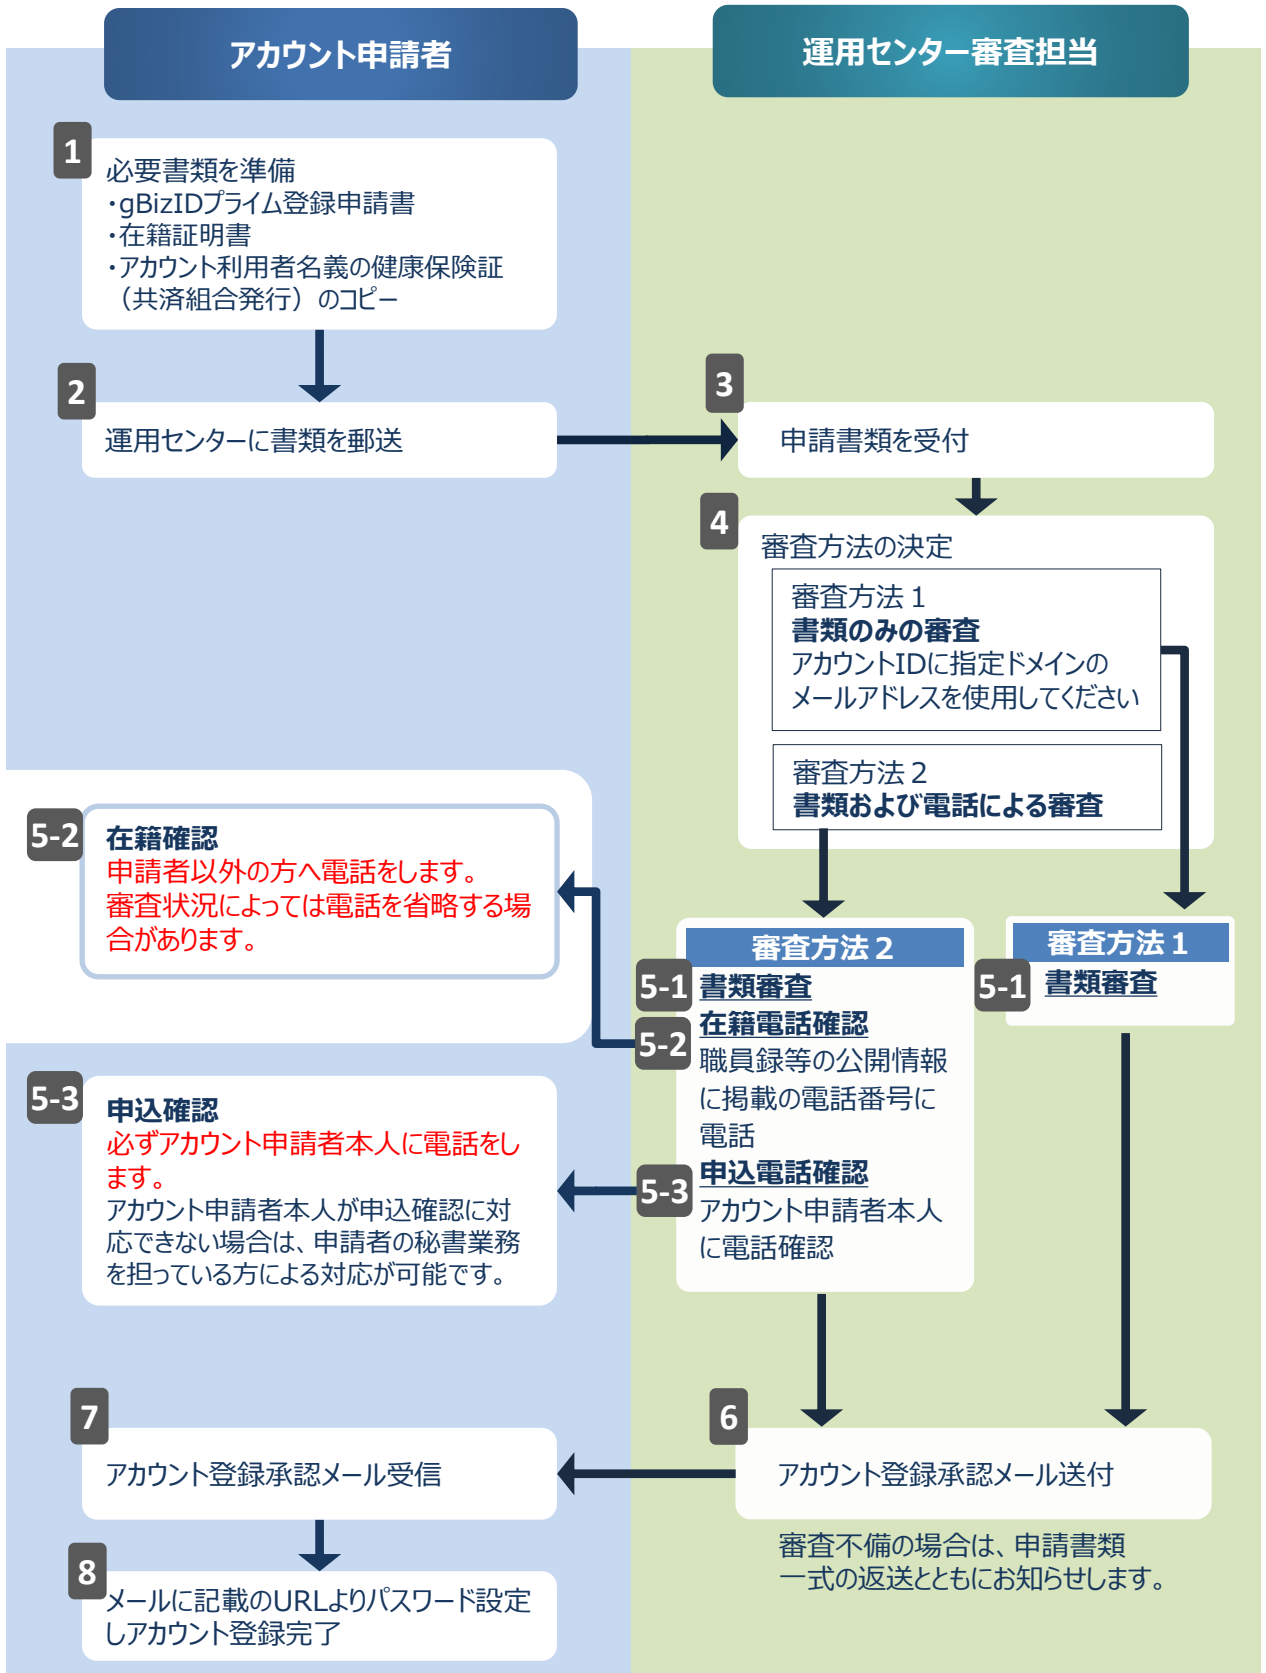 アカウント申請者
運用センター審査担当
1
必要書類を準備
・gBizIDプライム登録申請書
・在籍証明書
・アカウント利用者名義の健康保険証
（共済組合発行）のコピー
2
運用センターに書類を郵送
3
申請書類を受付
4
審査方法の決定
審査方法１
書類のみの審査
アカウントIDに指定ドメインの
メールアドレスを使用してください
審査方法２
書類および電話による審査
5-2
在籍確認
申請者以外の方へ電話をします。
審査状況によっては電話を省略する場
合があります。
審査方法２
5-1
書類審査
5-2
在籍電話確認
職員録等の公開情報
に掲載の電話番号に
電話
5-3
申込電話確認
アカウント申請者本人
に電話確認
審査方法１
5-1
書類審査
5-3
申込確認
必ずアカウント申請者本人に電話をし
ます。
アカウント申請者本人が申込確認に対
応できない場合は、申請者の秘書業務
を担っている方による対応が可能です。
6
アカウント登録承認メール送付
審査不備の場合は、申請書類
一式の返送とともにお知らせします。
7
アカウント登録承認メール受信
8
メールに記載のURLよりパスワード設定
しアカウント登録完了